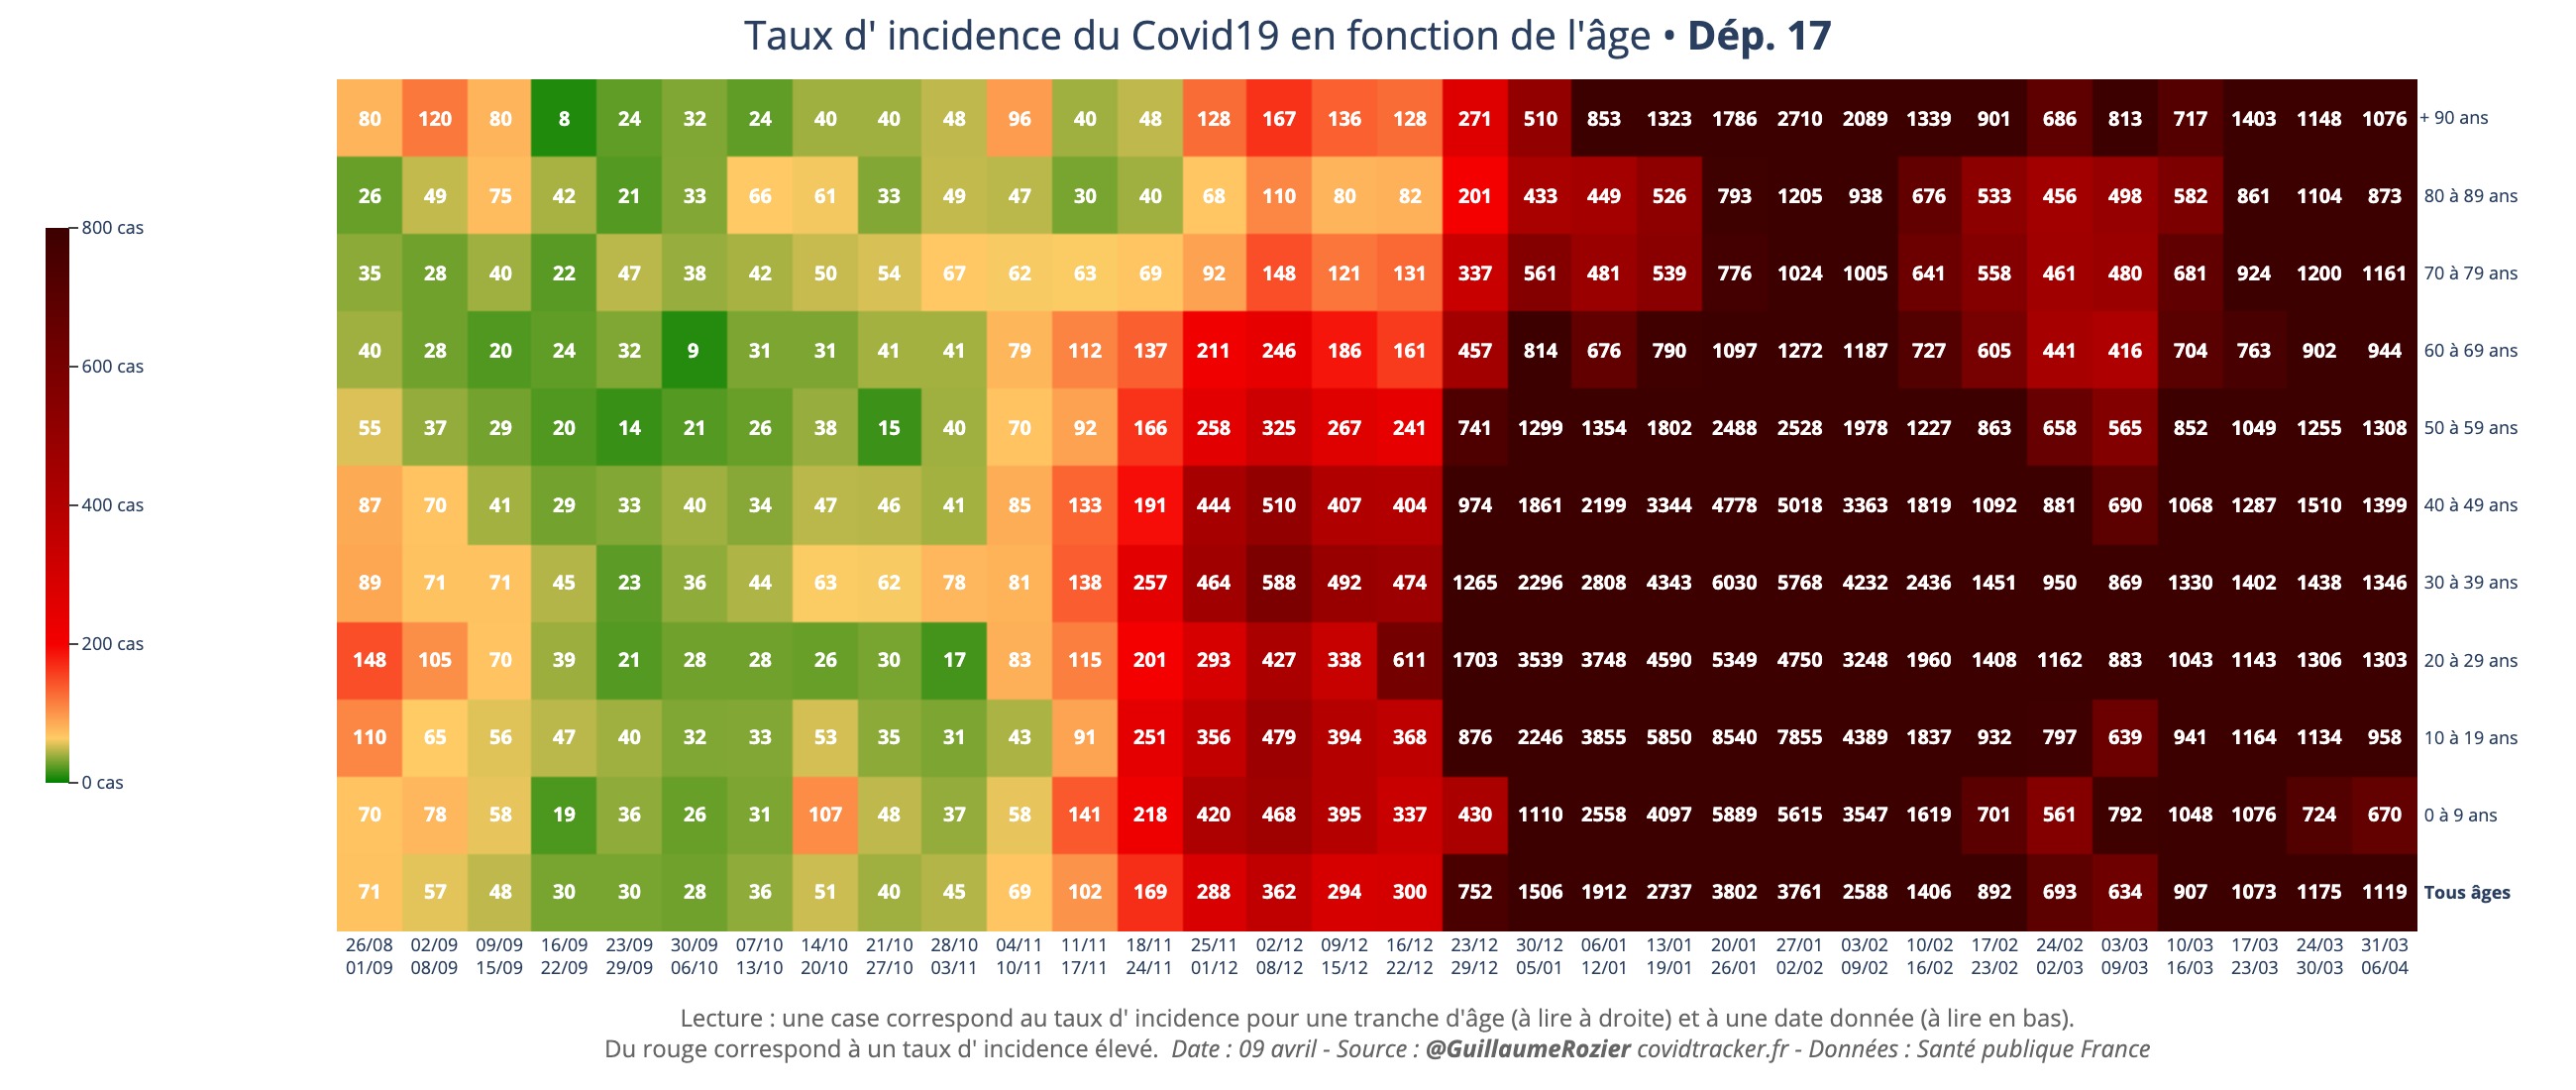 Taux d' incidence du Covid19 en fonction de l'âge • Dép. 17
80 120 80 8 24 32 24 40 40 48 96 40 48 128 167 136 128 271 510 853 1323 1786 2710 2089 1339 901 686 813 717 1403 1148 1076 + 90 ans
26 49 75 42 21 33 66 61 33 49 47 30 40 68 110 80 82 201 433 449 526 793 1205 938 676 533 456 498 582 861 1104 873 80 à 89 ans
800 cas
35 28 40 22 47 38 42 50 54 67 62 63 69 92 148 121 131 337 561 481 539 776 1024 1005 641 558 461 480 681 924 1200 1161 70 à 79 ans
40 28 20 24 32 9 31 31 41 41 79 112 137 211 246 186 161 457 814 676 790 1097 1272 1187 727 605 441 416 704 763 902 944 60 à 69 ans
600 cas
55 37 29 20 14 21 26 38 15 40 70 92 166 258 325 267 241 741 1299 1354 1802 2488 2528 1978 1227 863 658 565 852 1049 1255 1308 50 à 59 ans
400 cas
87 70 41 29 33 40 34 47 46 41 85 133 191 444 510 407 404 974 1861 2199 3344 4778 5018 3363 1819 1092 881 690 1068 1287 1510 1399 40 à 49 ans
89 71 71 45 23 36 44 63 62 78 81 138 257 464 588 492 474 1265 2296 2808 4343 6030 5768 4232 2436 1451 950 869 1330 1402 1438 1346 30 à 39 ans
200 cas
148 105 70 39 21 28 28 26 30 17 83 115 201 293 427 338 611 1703 3539 3748 4590 5349 4750 3248 1960 1408 1162 883 1043 1143 1306 1303 20 à 29 ans
110 65 56 47 40 32 33 53 35 31 43 91 251 356 479 394 368 876 2246 3855 5850 8540 7855 4389 1837 932 797 639 941 1164 1134 958 10 à 19 ans
0 cas
70 78 58 19 36 26 31 107 48 37 58 141 218 420 468 395 337 430 1110 2558 4097 5889 5615 3547 1619 701 561 792 1048 1076 724 670 0 à 9 ans
71 57 48 30 30 28 36 51 40 45 69 102 169 288 362 294 300 752 1506 1912 2737 3802 3761 2588 1406 892 693 634 907 1073 1175 1119 Tous âges
26/08 02/09 09/09 16/09 23/09 30/09 07/10 14/10 21/10 28/10 04/11 11/11 18/11 25/11 02/12 09/12 16/12 23/12 30/12 06/01 13/01 20/01 27/01 03/02 10/02 17/02 24/02 03/03 10/03 17/03 24/03 31/03
01/09 08/09 15/09 22/09 29/09 06/10 13/10 20/10 27/10 03/11 10/11 17/11 24/11 01/12 08/12 15/12 22/12 29/12 05/01 12/01 19/01 26/01 02/02 09/02 16/02 23/02 02/03 09/03 16/03 23/03 30/03 06/04
Lecture : une case correspond au taux d' incidence pour une tranche d'âge (à lire à droite) et à une date donnée (à lire en bas).
Du rouge correspond à un taux d' incidence élevé. Date : 09 avril - Source : @GuillaumeRozier covidtracker.fr - Données : Santé publique France